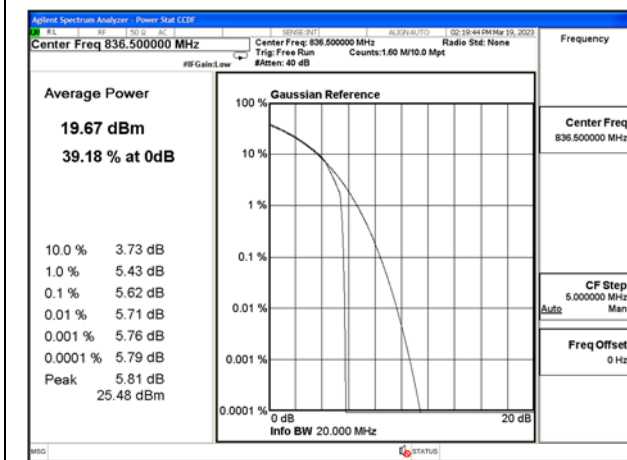 Agilent Spectrum Analyzer - Power Stat CCDF
RL RF 50 Ω AC SENSE:INT ALIGN AUTO 02:19:44 PM Mar 19, 2023
Center Freq 836.500000 MHz
Center Freq: 836.500000 MHz Radio Std: None
Trig: Free Run Counts:1.60 M/10.0 Mpt
#IFGain:Low #Atten: 40 dB
Frequency
Average Power
19.67 dBm
39.18 % at 0dB
10.0 % 3.73 dB
1.0 % 5.43 dB
0.1 % 5.62 dB
0.01 % 5.71 dB
0.001 % 5.76 dB
0.0001 % 5.79 dB
Peak 5.81 dB
25.48 dBm
Gaussian Reference
100 %
10 %
1 %
0.1 %
0.01 %
0.001 %
0.0001 %
0 dB 20 dB
Info BW 20.000 MHz
Center Freq
836.500000 MHz
CF Step
5.000000 MHz
Auto Man
Freq Offset
0 Hz
MSG STATUS